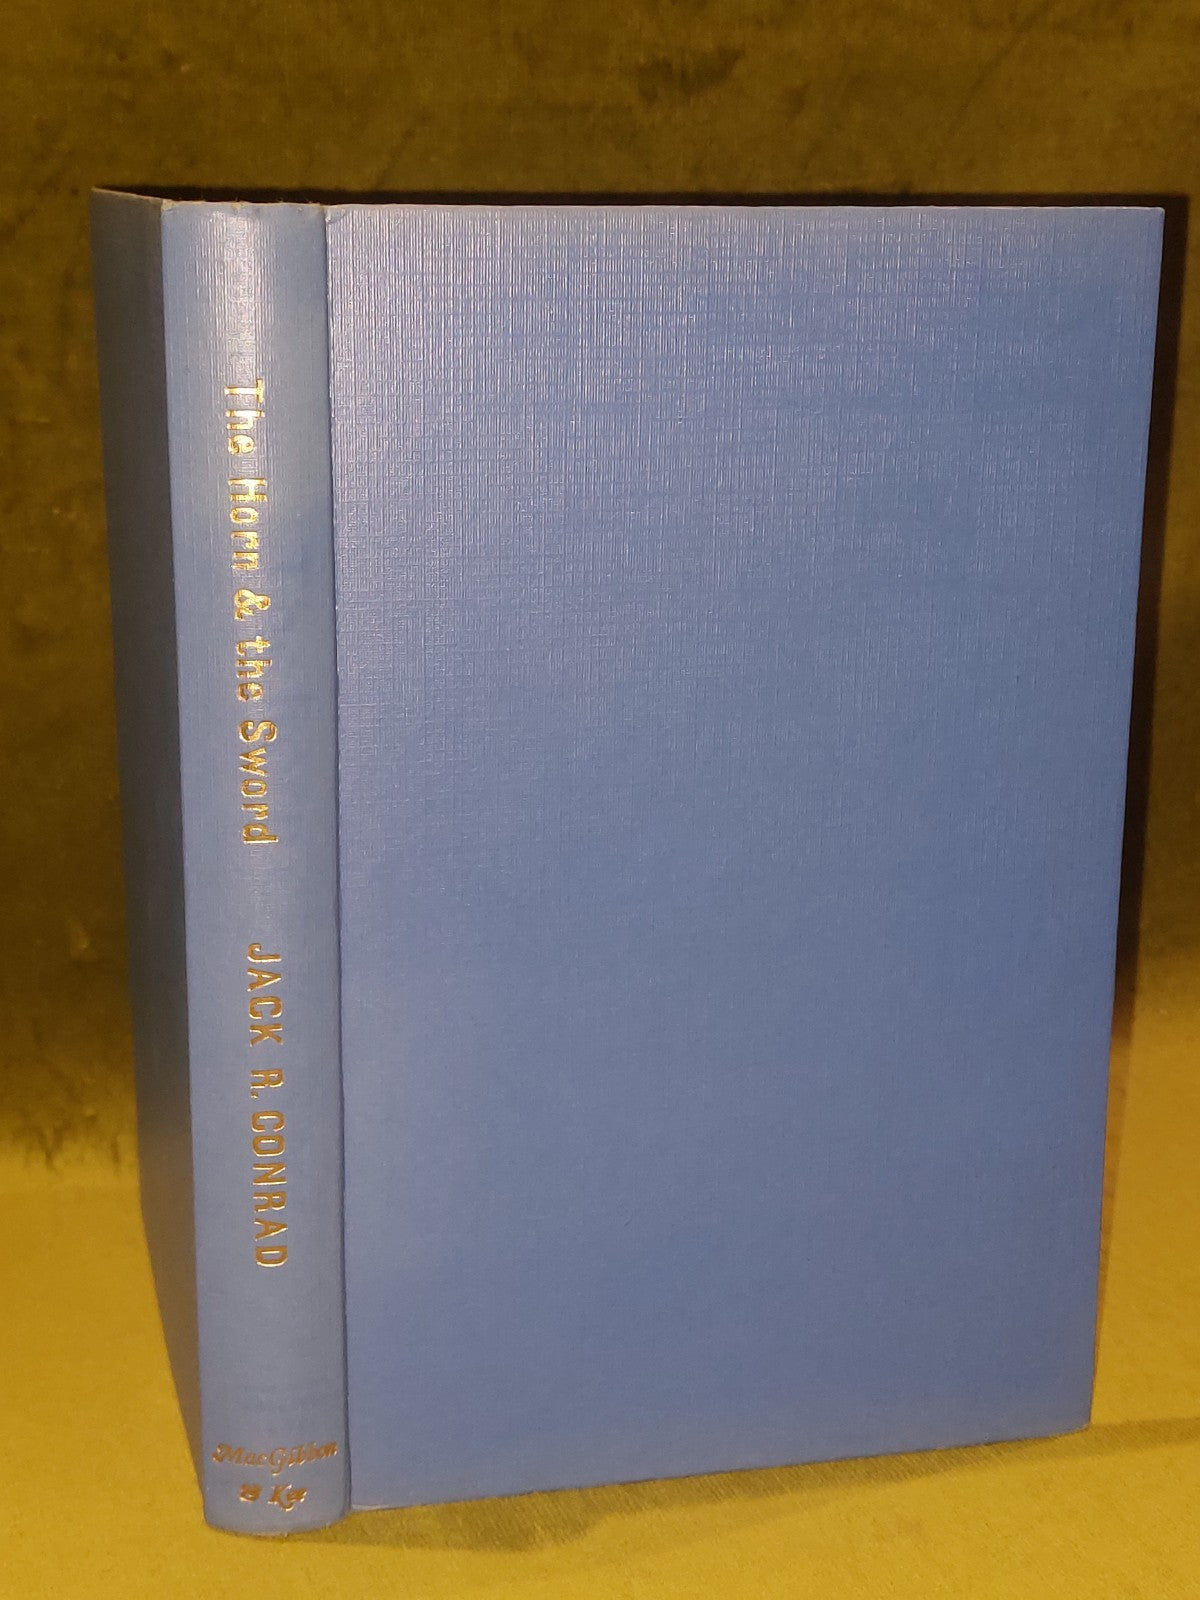 The Horn & the Sword
JACK R. CONRAD
MacGibbon
& Kee